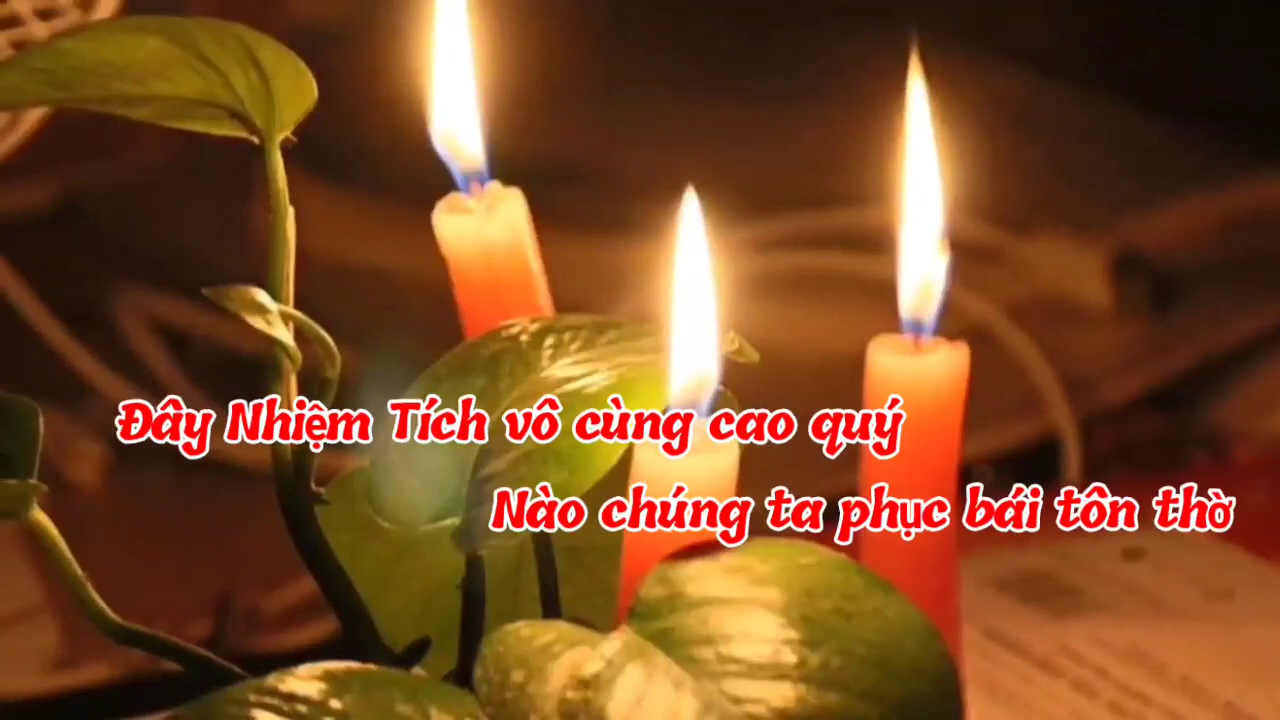 Đây Nhiệm Tích vô cùng cao quý
Nào chúng ta phục bái tôn thờ